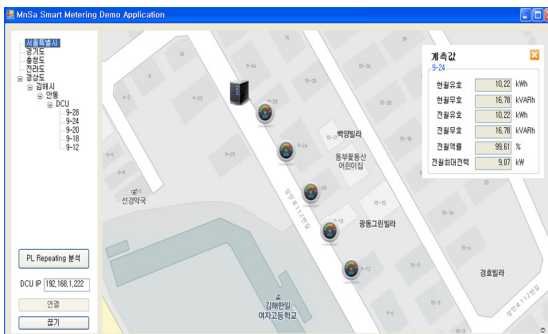 MnSa Smart Metering Demo Application
서울특별시
경기도
충청도
전라도
경상도
김해시
안동
DCU
9-28
9-24
9-20
9-18
9-12
PL Repeating 분석
DCU IP 192,168,1,222
연결
끊기
계측값
9-24
현월유효 10,22 kWh
현월무효 16,78 kVARh
전월유효 10,22 kWh
전월무효 16,78 kVARh
전월역률 99,61 %
전월최대전력 9,07 kW
백양빌라
동부꽃동산
어린이집
선경약국
광동그린빌라
경호빌라
김해한일
여자고등학교